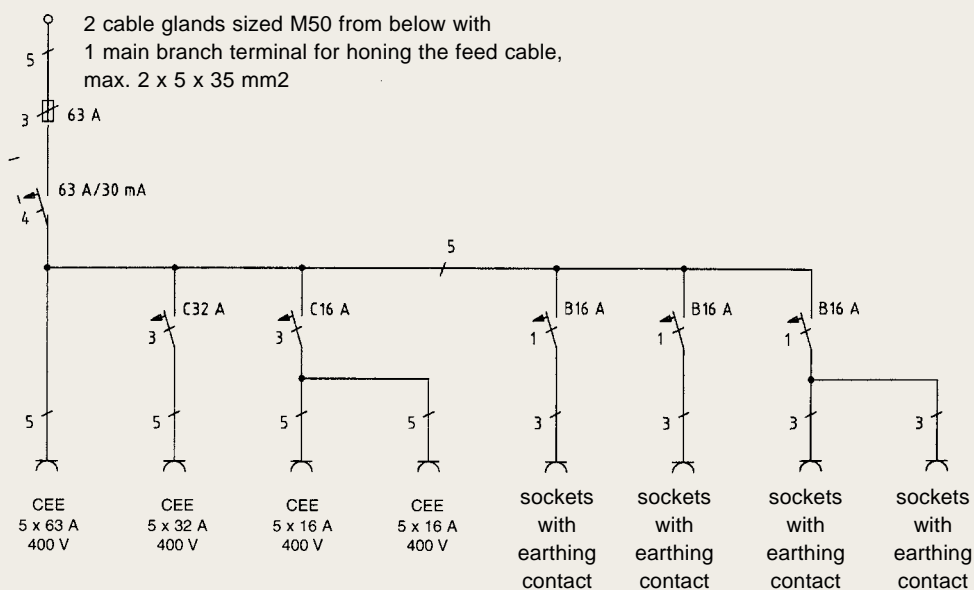 2 cable glands sized M50 from below with
1 main branch terminal for honing the feed cable,
max. 2 x 5 x 35 mm2
5
3 63 A
63 A/30 mA
4
5
C32 A C16 A B16 A B16 A B16 A
3 3 1 1 1
5 5 5 5 3 3 3 3
CEE
5 x 63 A
400 V
CEE
5 x 32 A
400 V
CEE
5 x 16 A
400 V
CEE
5 x 16 A
400 V
sockets
with
earthing
contact
sockets
with
earthing
contact
sockets
with
earthing
contact
sockets
with
earthing
contact